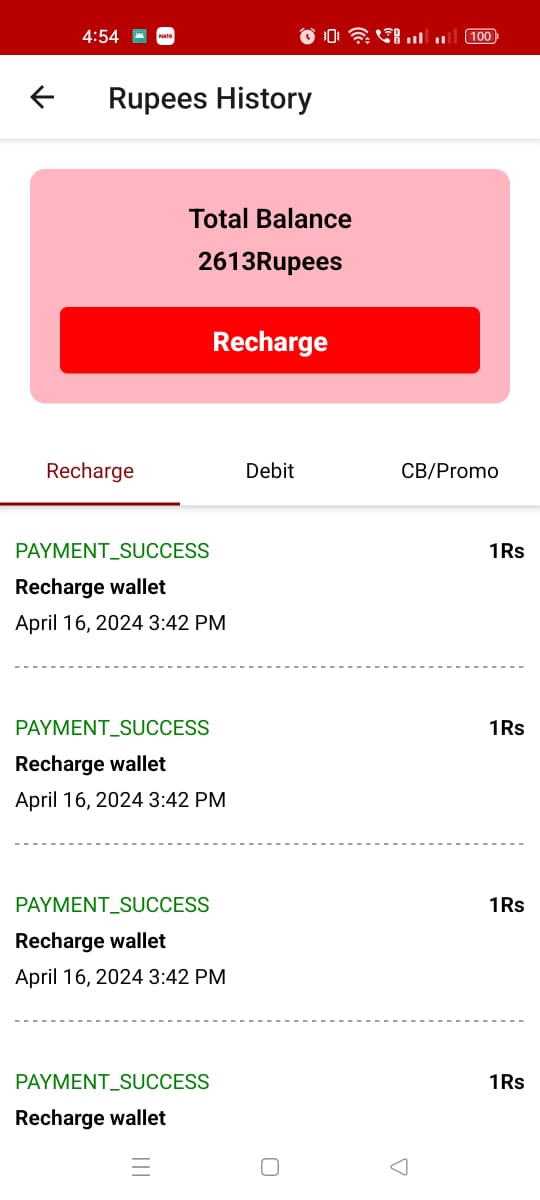 4:54
100
Rupees History
Total Balance
2613Rupees
Recharge
Recharge Debit CB/Promo
PAYMENT_SUCCESS 1Rs
Recharge wallet
April 16, 2024 3:42 PM
PAYMENT_SUCCESS 1Rs
Recharge wallet
April 16, 2024 3:42 PM
PAYMENT_SUCCESS 1Rs
Recharge wallet
April 16, 2024 3:42 PM
PAYMENT_SUCCESS 1Rs
Recharge wallet